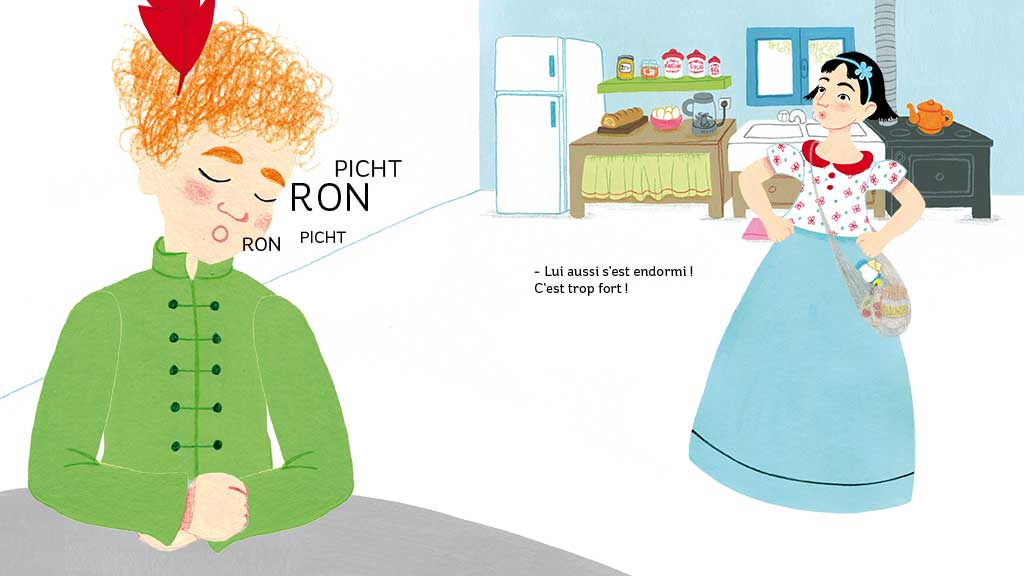 PICHT
RON
RON PICHT
- Lui aussi s'est endormi !
C'est trop fort !